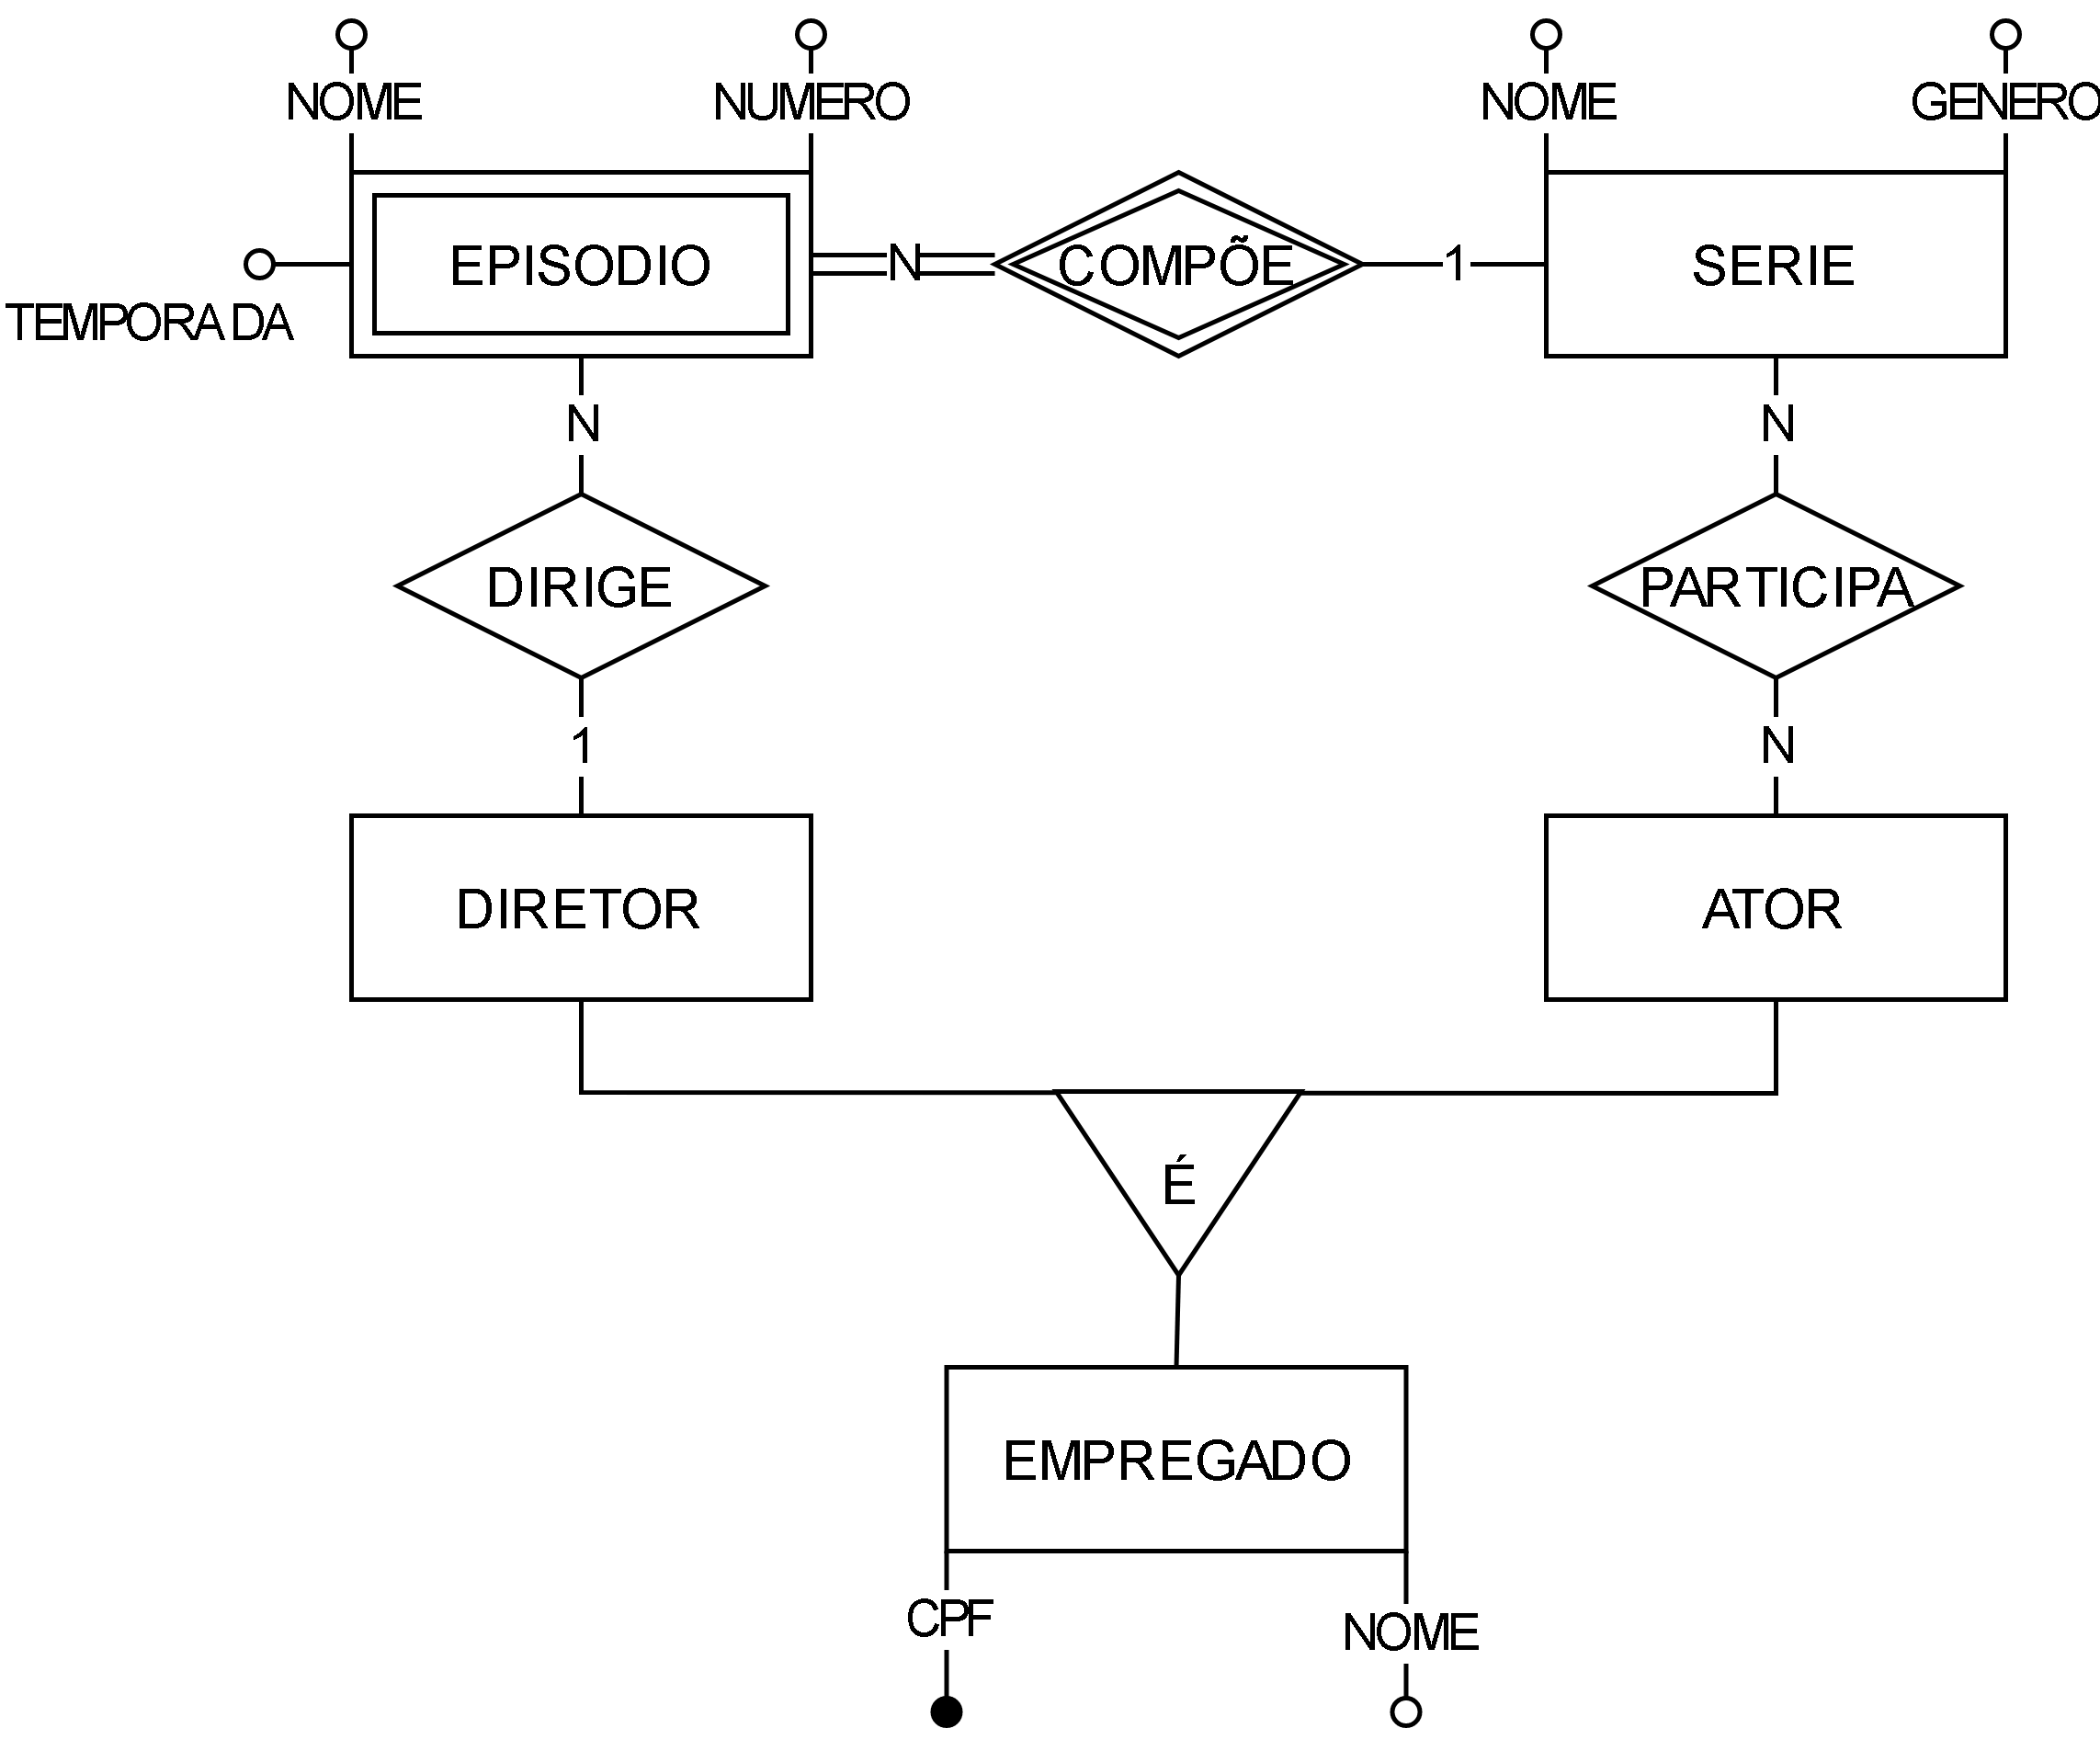 NOME
NUMERO
NOME
GENERO
EPISODIO
N
COMPÕE
1
SERIE
TEMPORADA
N
N
DIRIGE
PARTICIPA
1
N
DIRETOR
ATOR
É
EMPREGADO
CPF
NOME